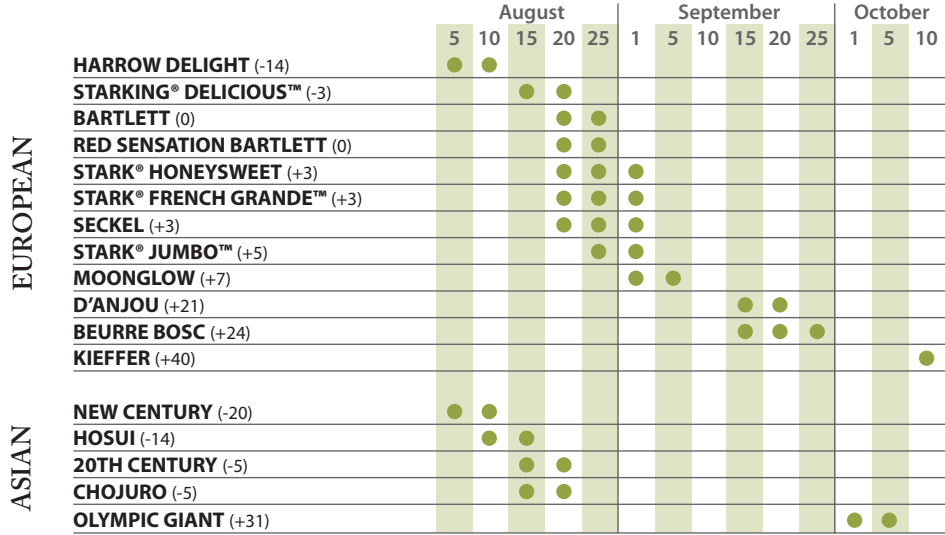 August September October
5 10 15 20 25 1 5 10 15 20 25 1 5 10
EUROPEAN
HARROW DELIGHT (-14)
STARKING® DELICIOUS™ (-3)
BARTLETT (0)
RED SENSATION BARTLETT (0)
STARK® HONEYSWEET (+3)
STARK® FRENCH GRANDE™ (+3)
SECKEL (+3)
STARK® JUMBO™ (+5)
MOONGLOW (+7)
D'ANJOU (+21)
BEURRE BOSC (+24)
KIEFFER (+40)
ASIAN
NEW CENTURY (-20)
HOSUI (-14)
20TH CENTURY (-5)
CHOJURO (-5)
OLYMPIC GIANT (+31)